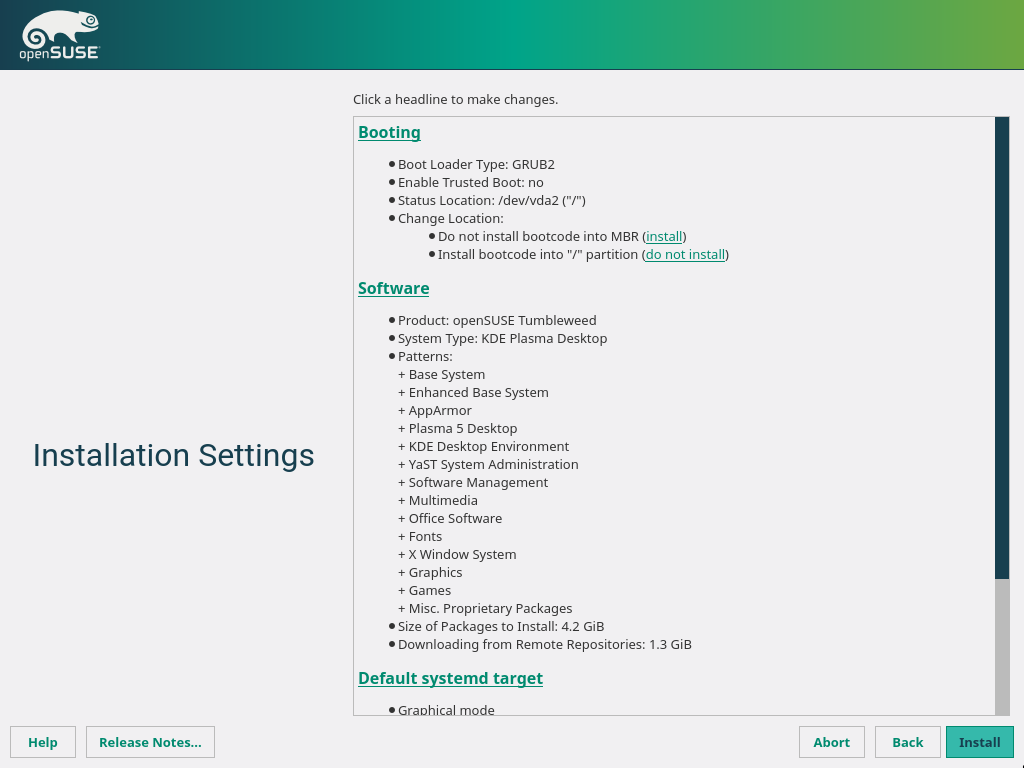 openSUSE
Click a headline to make changes.
Booting
Boot Loader Type: GRUB2
Enable Trusted Boot: no
Status Location: /dev/vda2 ("/")
Change Location:
Do not install bootcode into MBR (install)
Install bootcode into "/" partition (do not install)
Software
Product: openSUSE Tumbleweed
System Type: KDE Plasma Desktop
Patterns:
+ Base System
+ Enhanced Base System
+ AppArmor
+ Plasma 5 Desktop
+ KDE Desktop Environment
+ YaST System Administration
+ Software Management
+ Multimedia
+ Office Software
+ Fonts
+ X Window System
+ Graphics
+ Games
+ Misc. Proprietary Packages
Size of Packages to Install: 4.2 GiB
Downloading from Remote Repositories: 1.3 GiB
Default systemd target
Graphical mode
Installation Settings
Help
Release Notes...
Abort
Back
Install